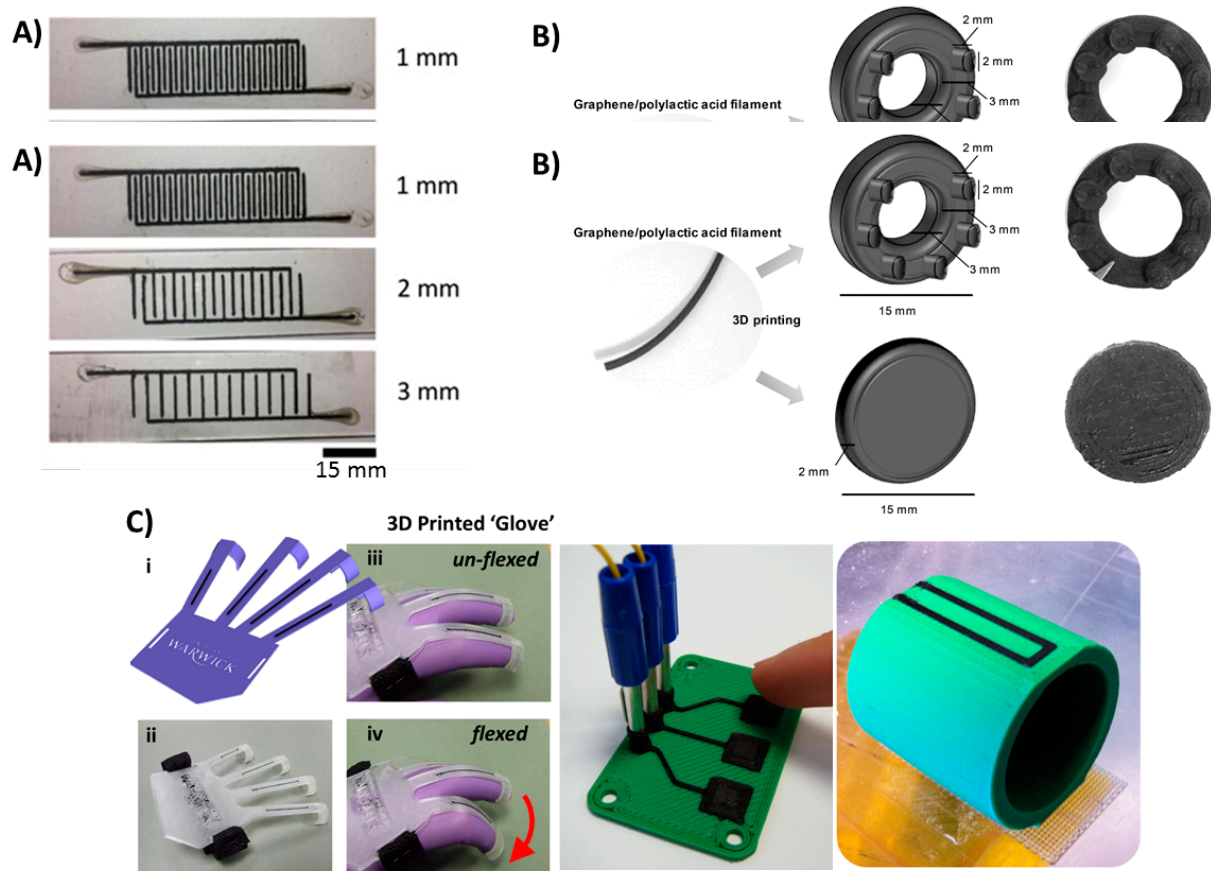 A)
1 mm
B)
Graphene/polylactic acid filament
2 mm
2 mm
3 mm
A)
1 mm
2 mm
3 mm
15 mm
B)
Graphene/polylactic acid filament
3D printing
2 mm
2 mm
3 mm
3 mm
15 mm
2 mm
15 mm
C)
3D Printed ‘Glove’
i
WARWICK
ii
iii
un-flexed
iv
flexed